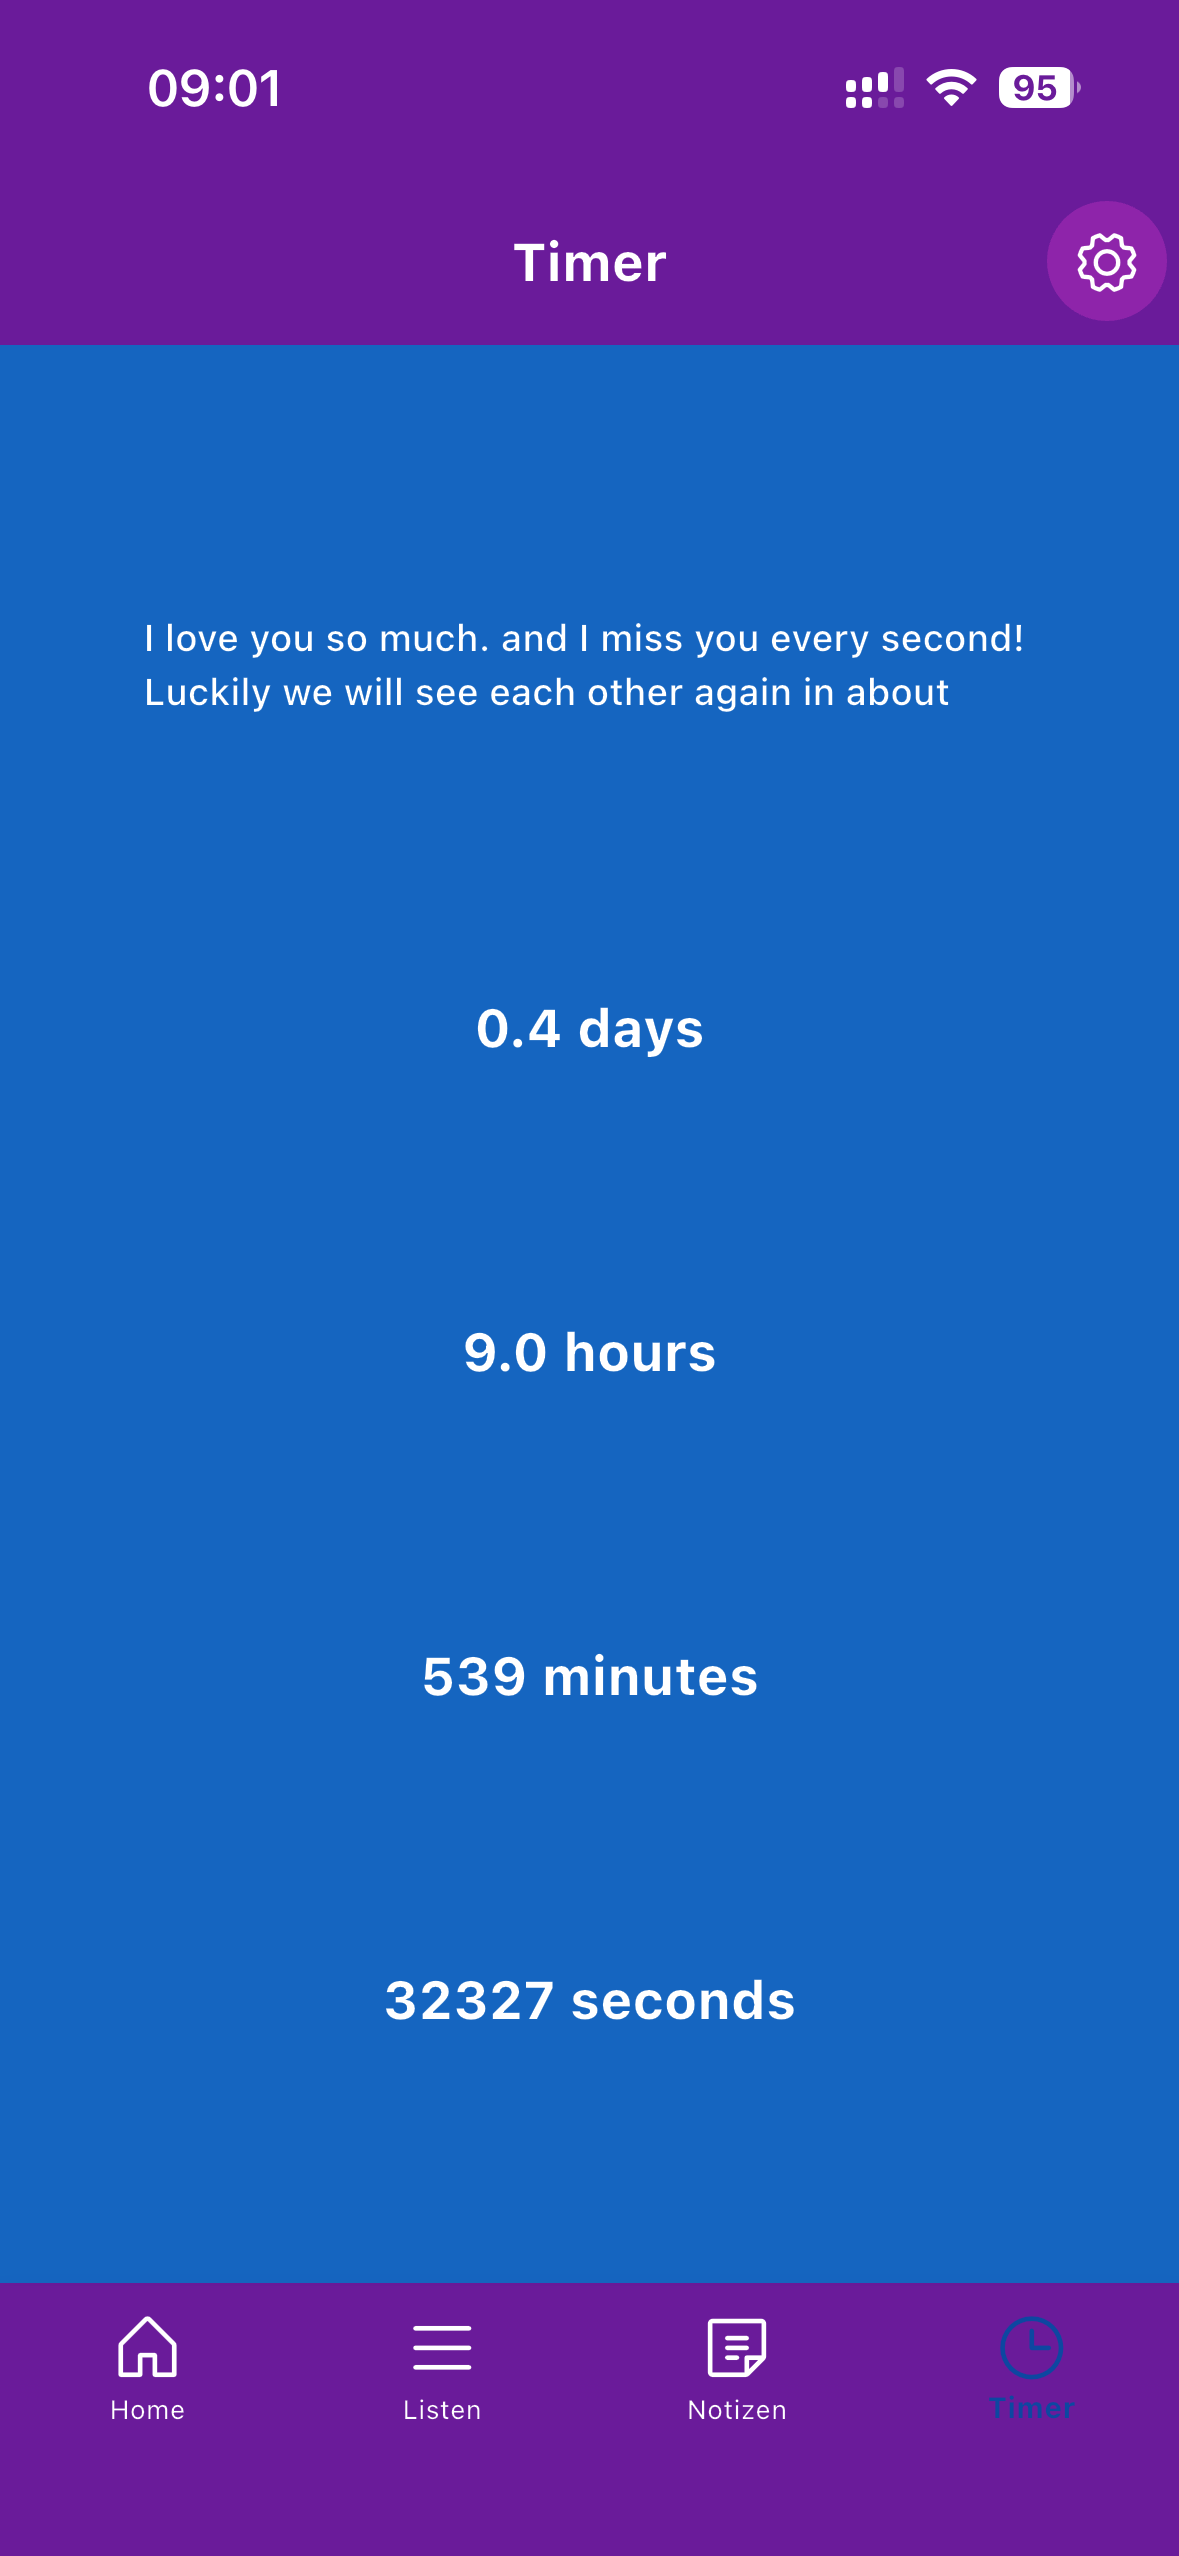 09:01
95
Timer
I love you so much. and I miss you every second!
Luckily we will see each other again in about
0.4 days
9.0 hours
539 minutes
32327 seconds
Home
Listen
Notizen
Timer